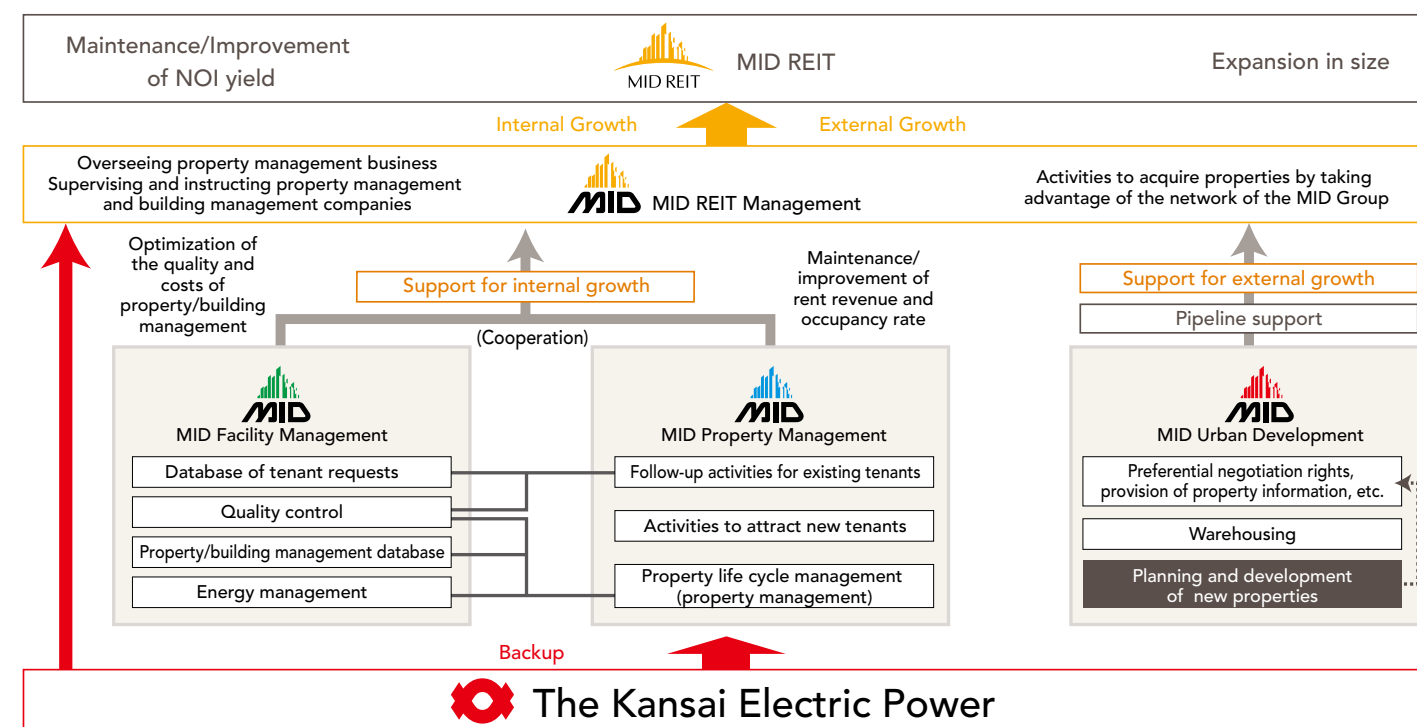 Maintenance/Improvement
of NOI yield
MID REIT
MID REIT
Expansion in size
Internal Growth
External Growth
Overseeing property management business
Supervising and instructing property management
and building management companies
MID
MID REIT Management
Activities to acquire properties by taking
advantage of the network of the MID Group
Optimization of
the quality and
costs of
property/building
management
Support for internal growth
Maintenance/
improvement of
rent revenue and
occupancy rate
Support for external growth
Pipeline support
(Cooperation)
MID
MID Facility Management
Database of tenant requests
Quality control
Property/building management database
Energy management
MID
MID Property Management
Follow-up activities for existing tenants
Activities to attract new tenants
Property life cycle management
(property management)
MID
MID Urban Development
Preferential negotiation rights,
provision of property information, etc.
Warehousing
Planning and development
of new properties
Backup
The Kansai Electric Power